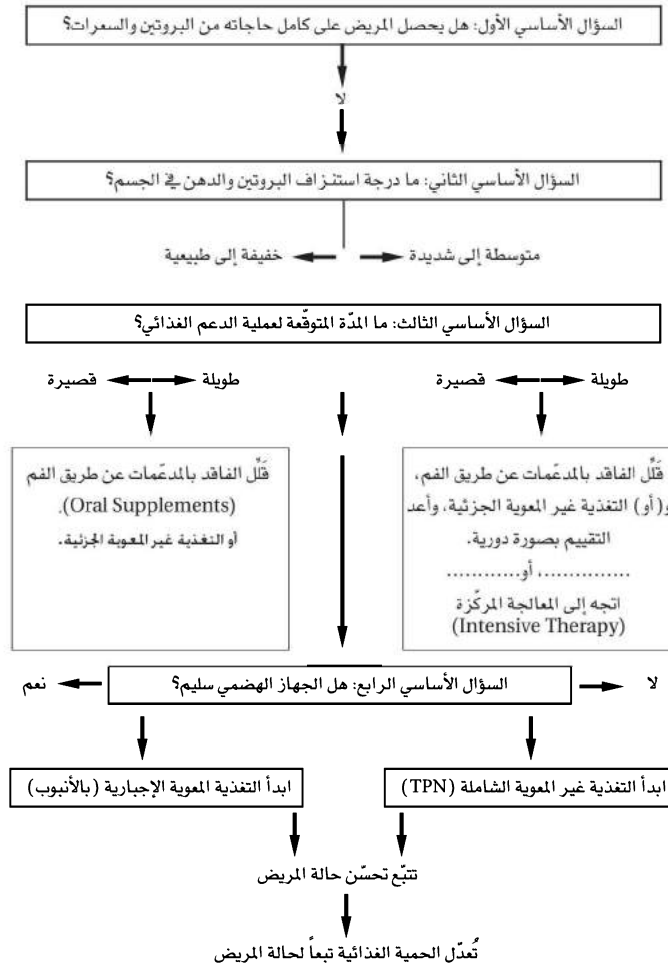 السؤال الأساسي الأول: هل يحصل المريض على كامل حاجاته من البروتين والسعرات؟
لا
السؤال الأساسي الثاني: ما درجة استنزاف البروتين والدهن في الجسم؟
متوسطة إلى شديدة
خفيفة إلى طبيعية
السؤال الأساسي الثالث: ما المدّة المتوقّعة لعملية الدعم الغذائي؟
طويلة
قصيرة
طويلة
قصيرة
قَلِّل الفاقد بالمدعّمات عن طريق الفم،
و(أو) التغذية غير المعوية الجزئية، وأعد
التقييم بصورة دورية.
...............، أو............
اتجه إلى المعالجة المركّزة
(Intensive Therapy)
قَلِّل الفاقد بالمدعّمات عن طريق الفم
(Oral Supplements).
أو التغذية غير المعوية الجزئية.
السؤال الأساسي الرابع: هل الجهاز الهضمي سليم؟
لا
نعم
ابدأ التغذية غير المعوية الشاملة (TPN)
ابدأ التغذية المعوية الإجبارية (بالأنبوب)
تتبّع تحسّن حالة المريض
تُعدّل الحمية الغذائية تبعاً لحالة المريض